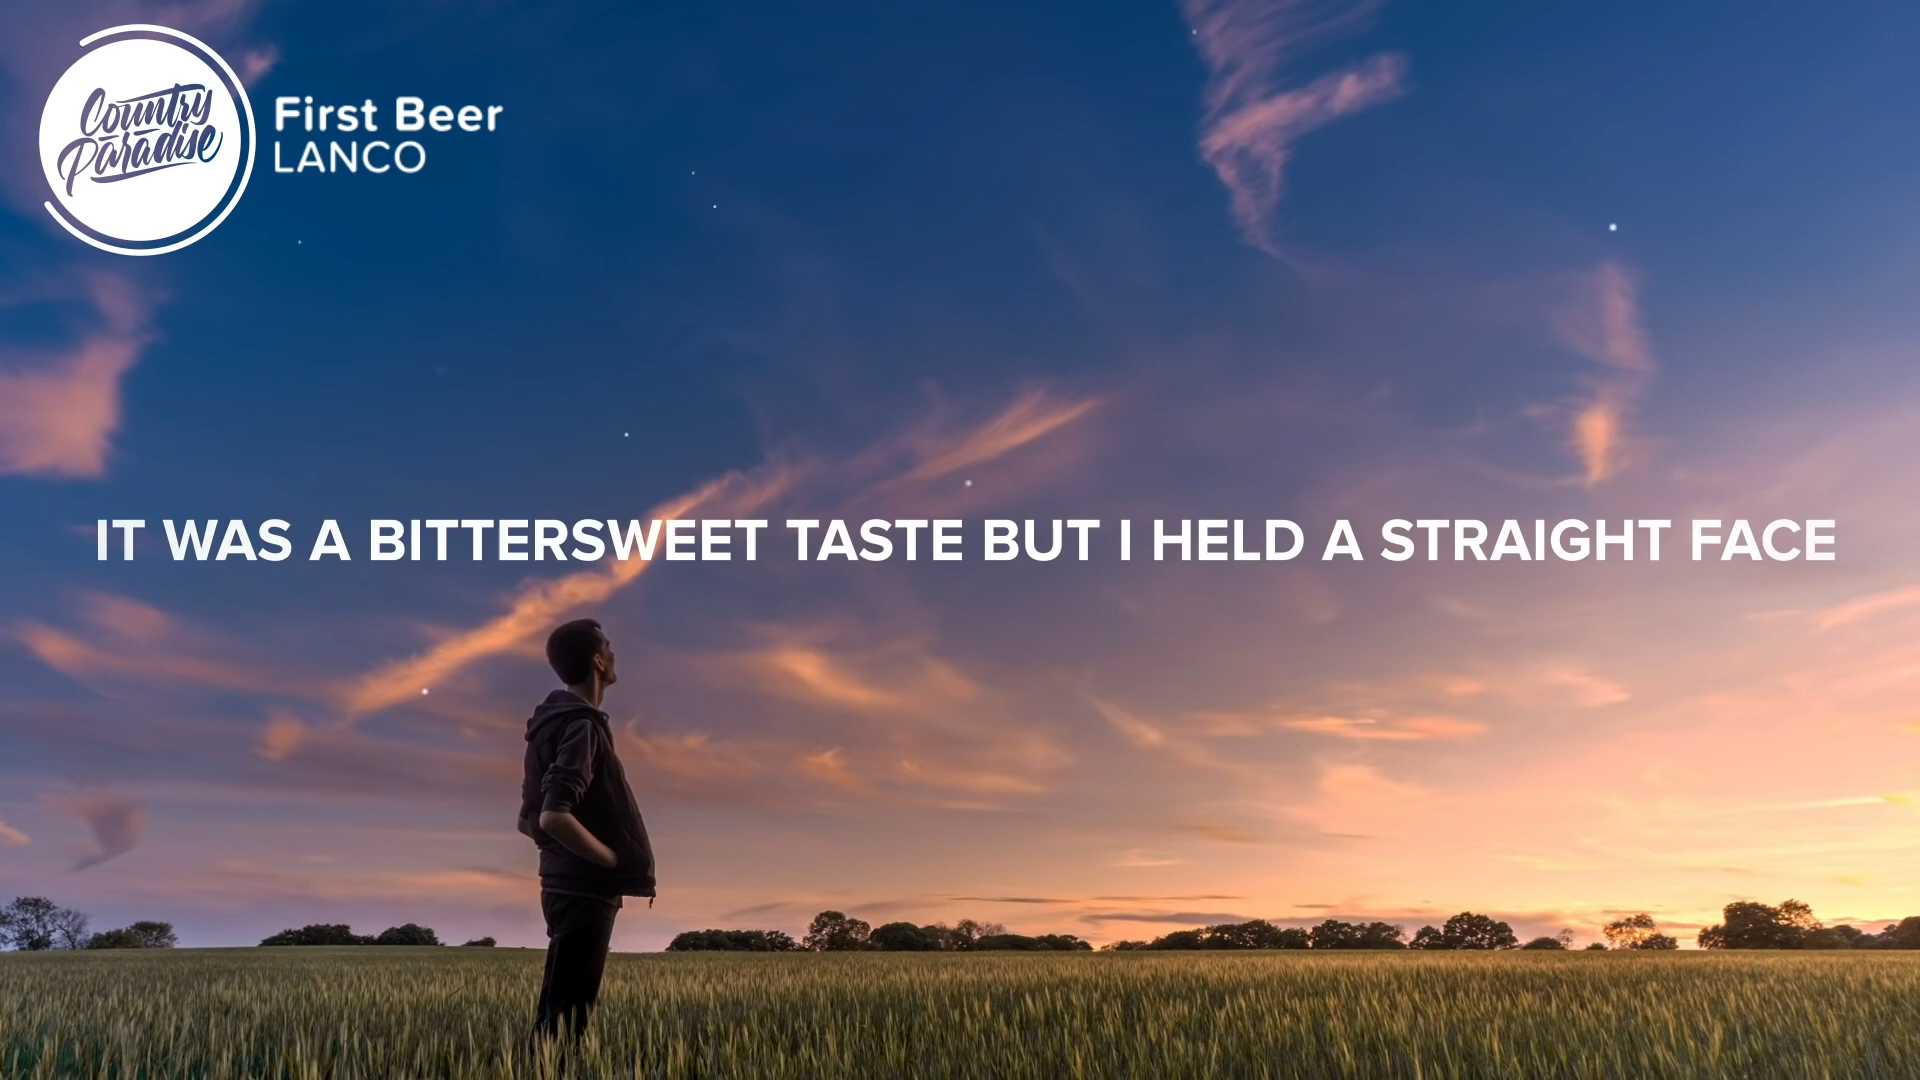 Country
Paradise
First Beer
LANCO
IT WAS A BITTERSWEET TASTE BUT I HELD A STRAIGHT FACE